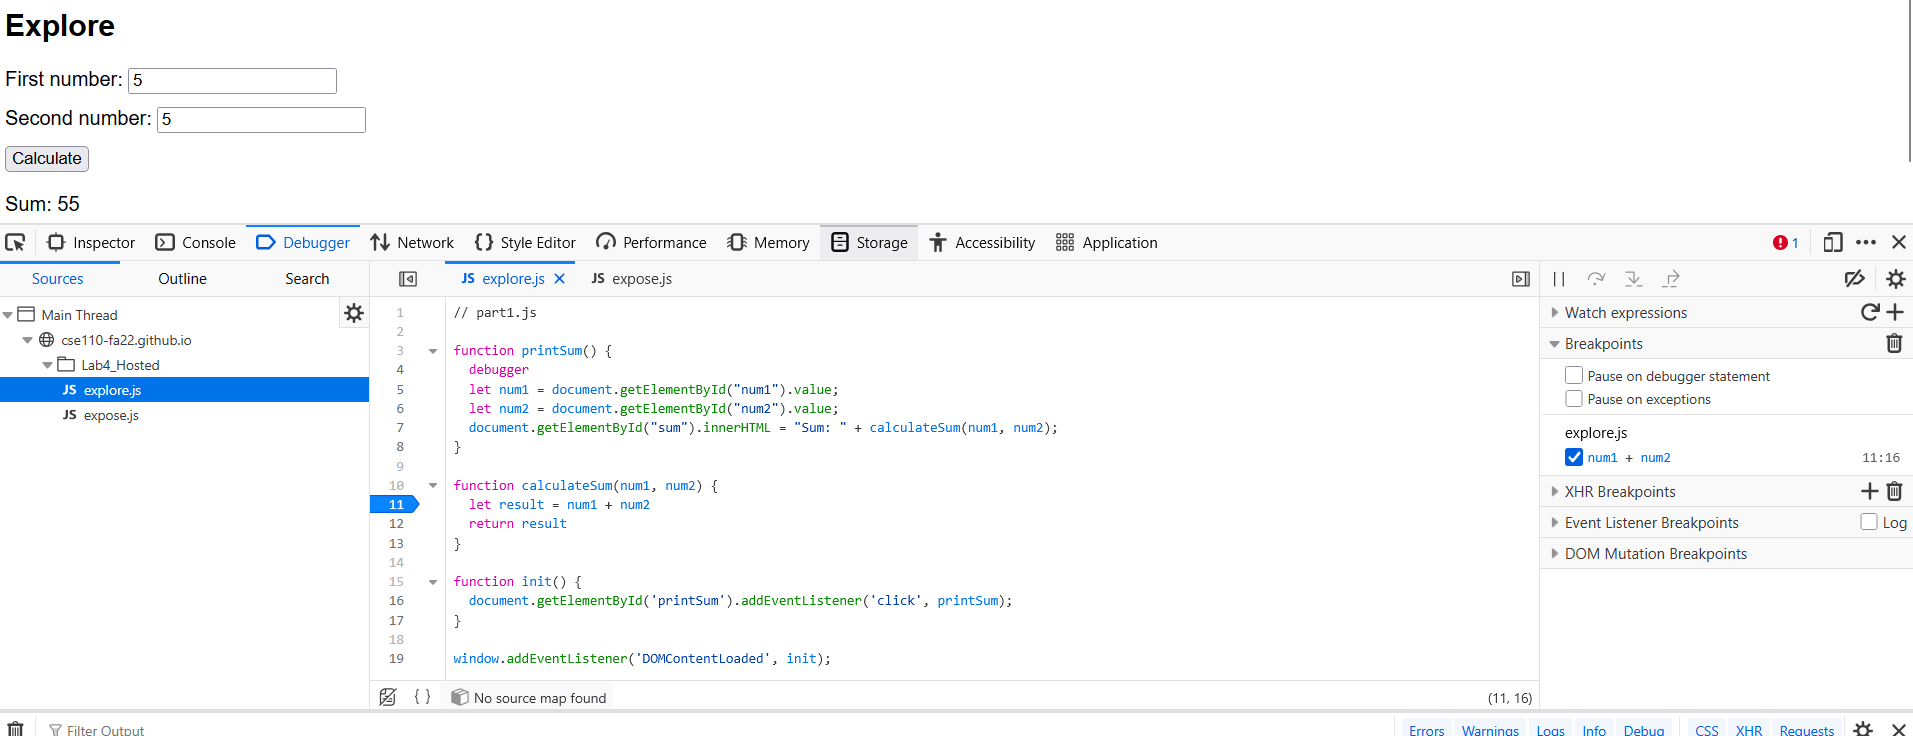 Explore
First number: 5
Second number: 5
Calculate
Sum: 55
Inspector Console Debugger Network Style Editor Performance Memory Storage Accessibility Application 1
Sources Outline Search
JS explore.js JS expose.js
Main Thread
cse110-fa22.github.io
Lab4_Hosted
JS explore.js
JS expose.js
1 // part1.js
2
3 function printSum() {
4 debugger
5 let num1 = document.getElementById("num1").value;
6 let num2 = document.getElementById("num2").value;
7 document.getElementById("sum").innerHTML = "Sum: " + calculateSum(num1, num2);
8 }
9
10 function calculateSum(num1, num2) {
11 let result = num1 + num2
12 return result
13 }
14
15 function init() {
16 document.getElementById('printSum').addEventListener('click', printSum);
17 }
18
19 window.addEventListener('DOMContentLoaded', init);
{ } No source map found (11, 16)
Watch expressions
Breakpoints
Pause on debugger statement
Pause on exceptions
explore.js
num1 + num2 11:16
XHR Breakpoints
Event Listener Breakpoints Log
DOM Mutation Breakpoints
Filter Output Errors Warnings Logs Info Debug CSS XHR Requests